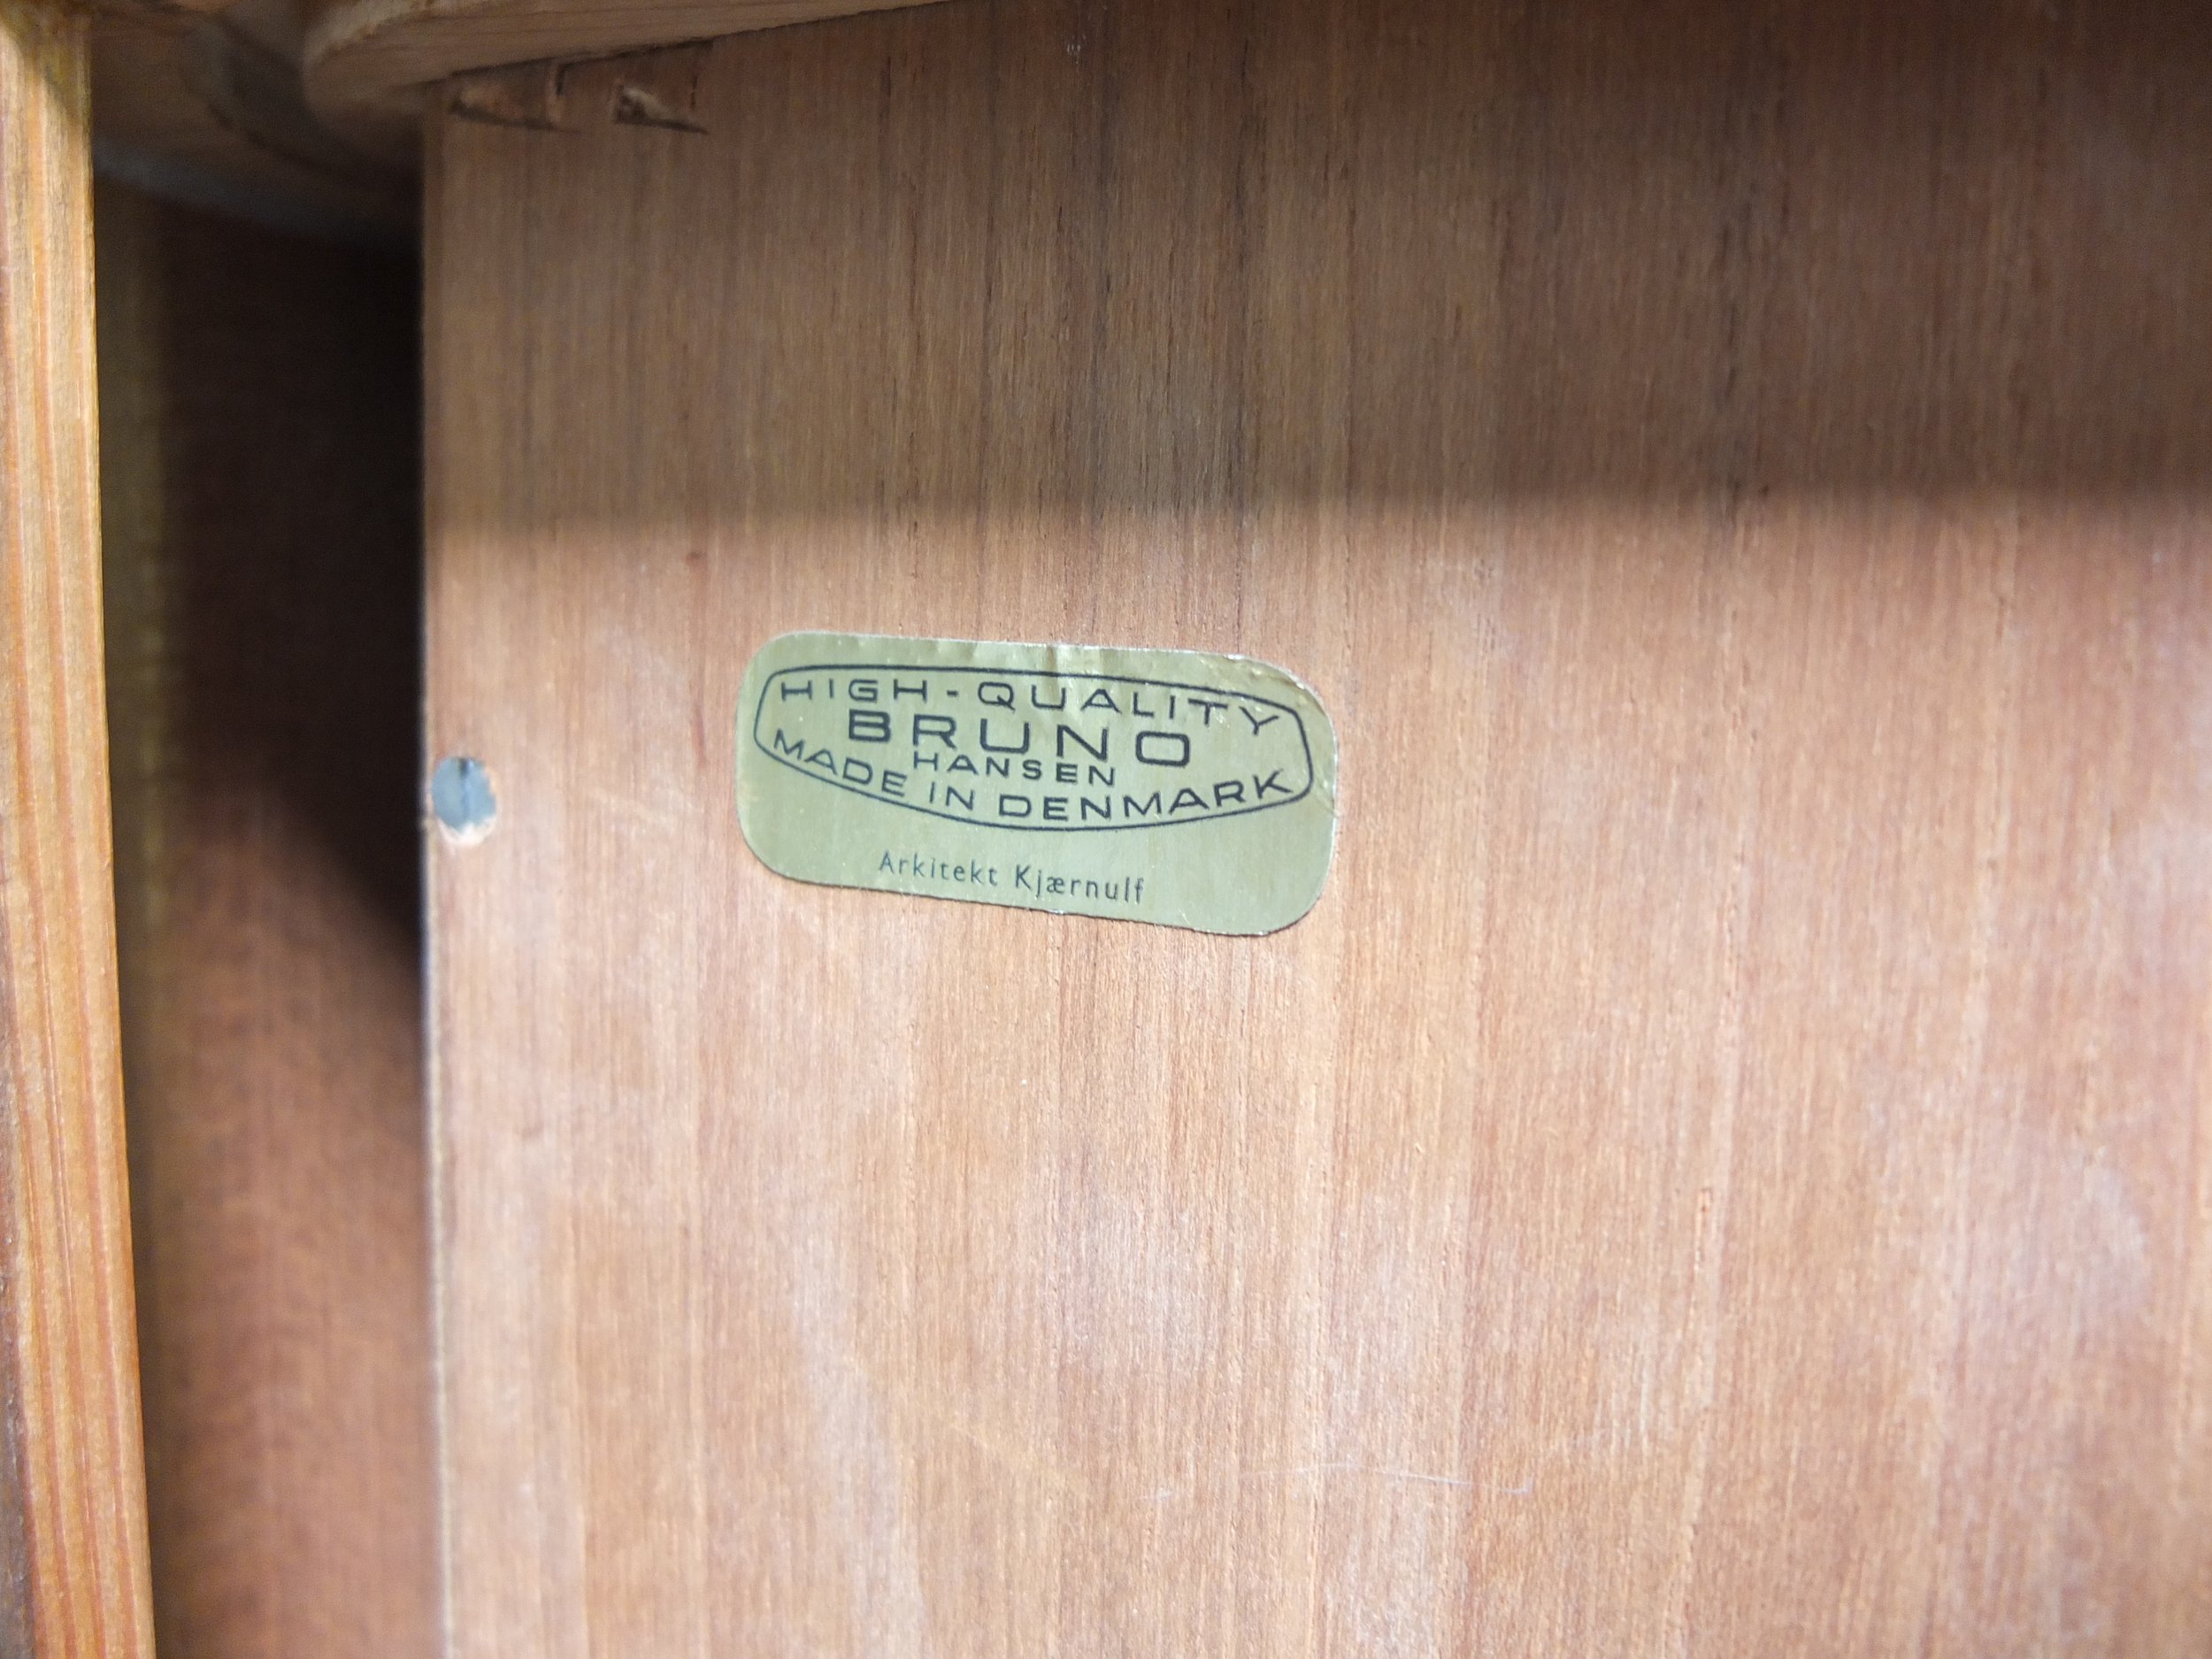 HIGH-QUALITY
BRUNO
HANSEN
MADE IN DENMARK
Arkitekt Kjærnulf